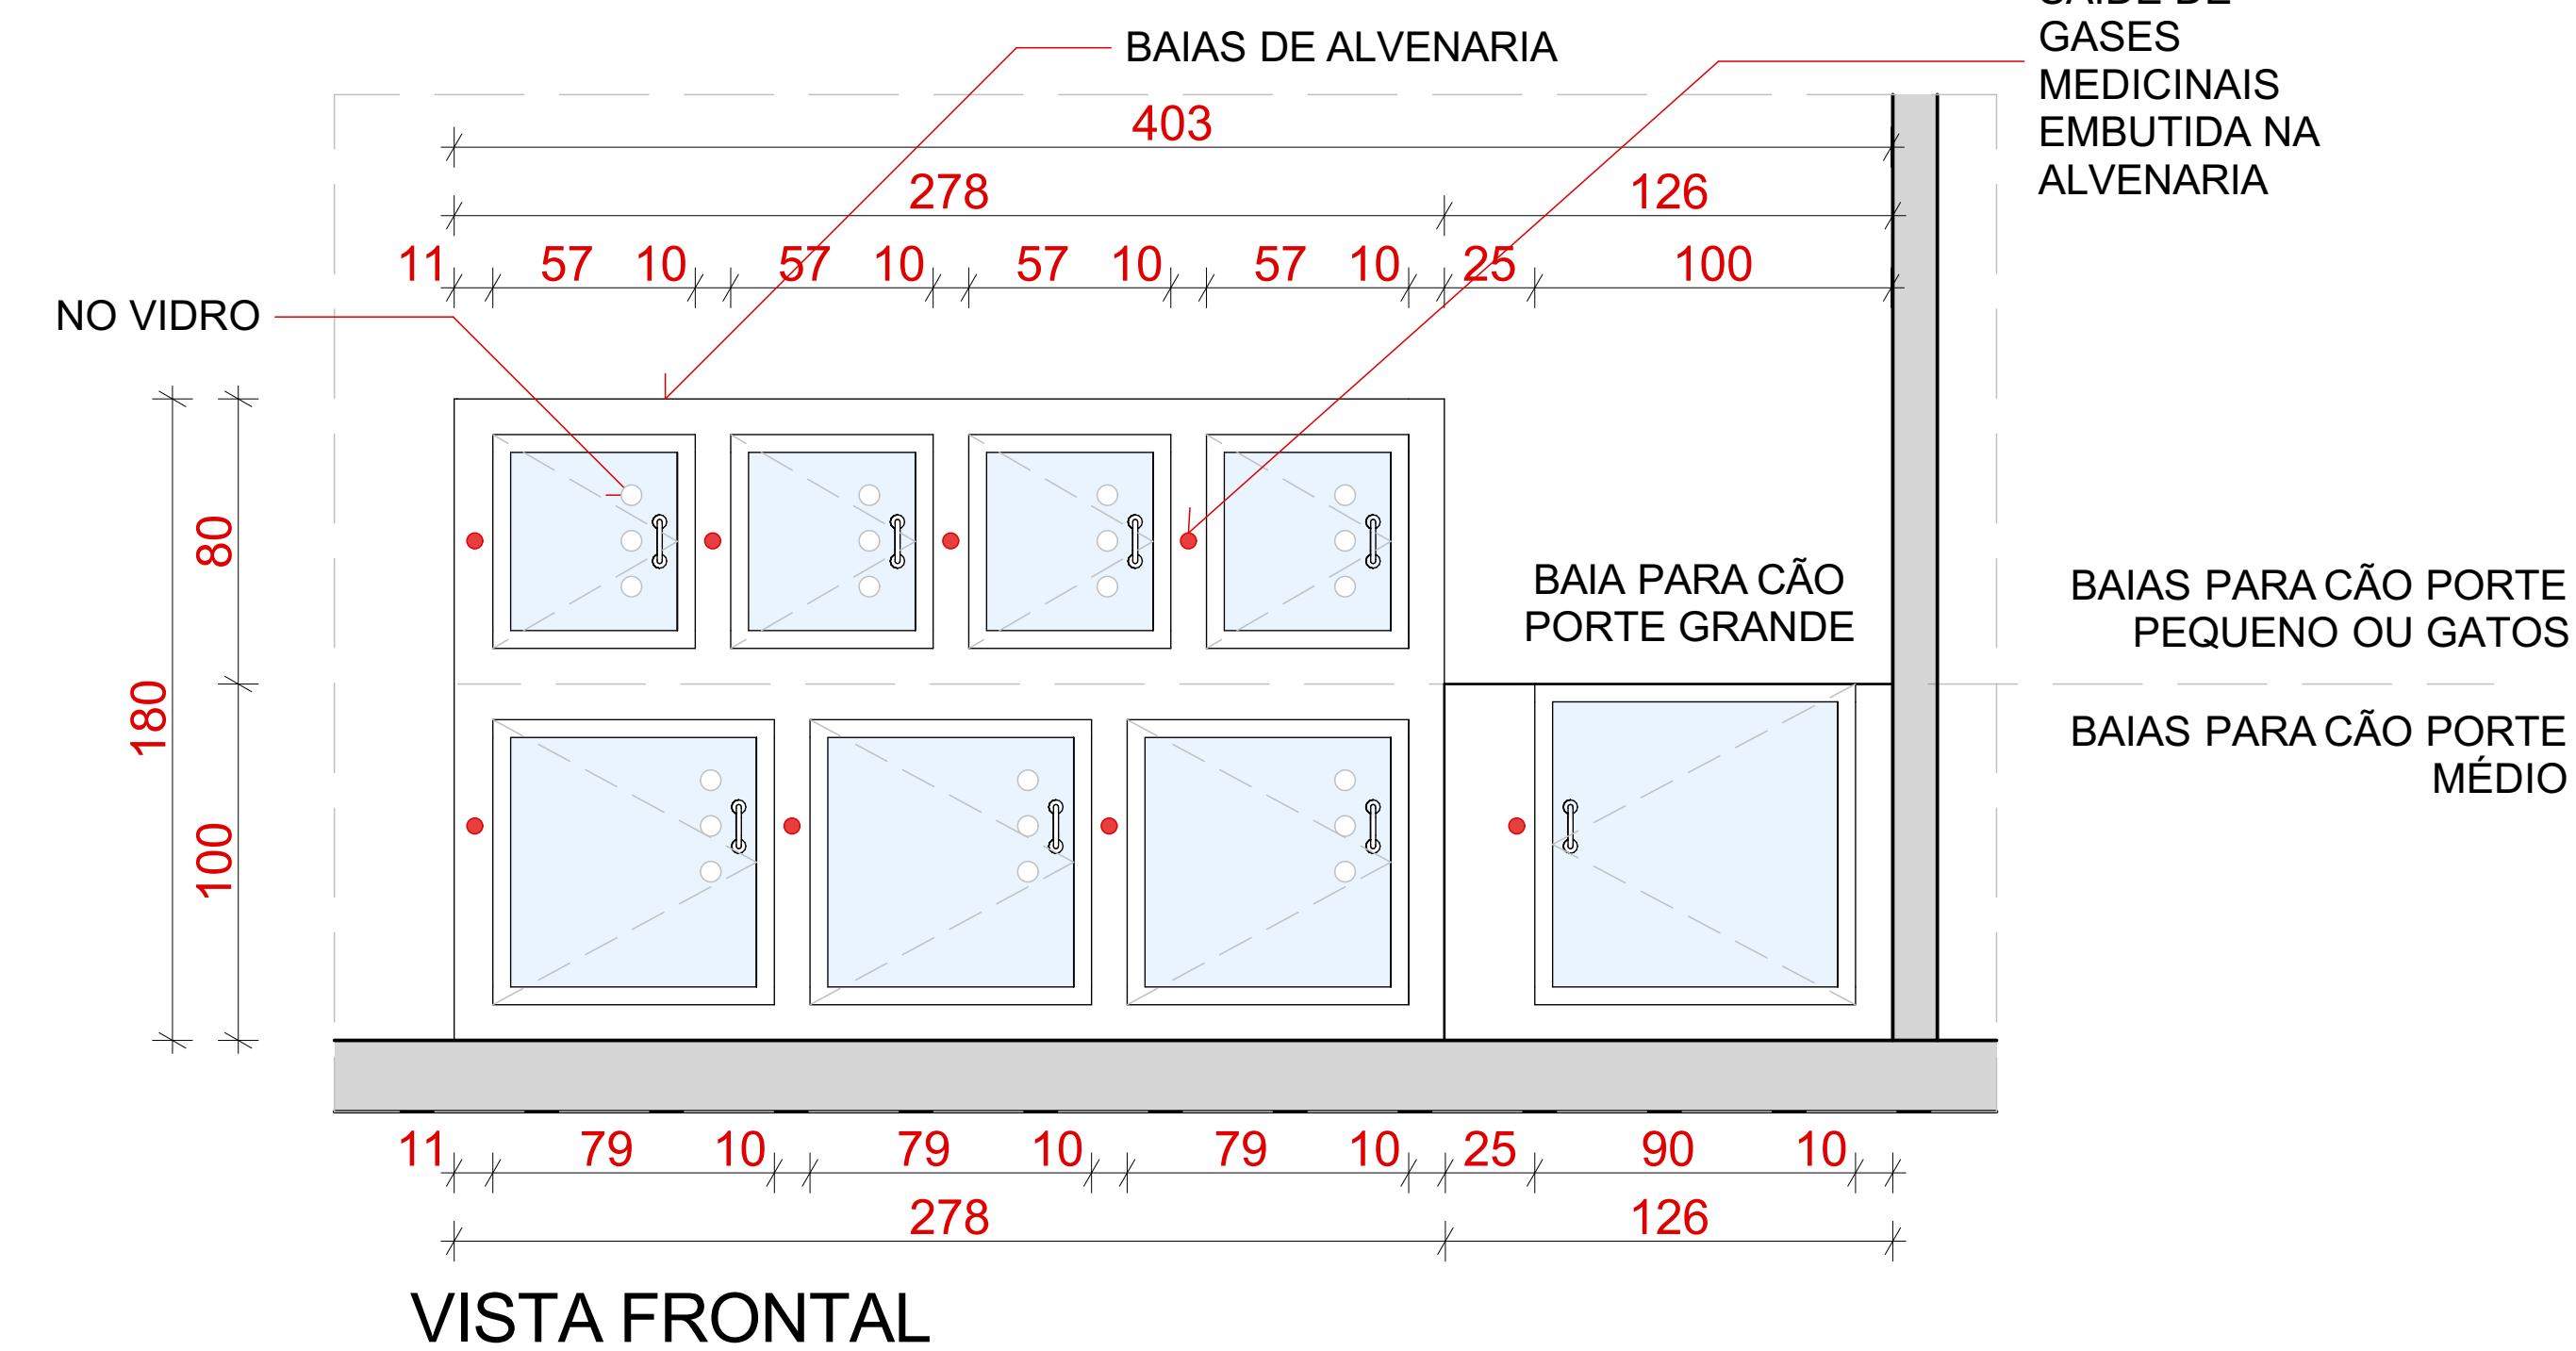 BAIAS DE ALVENARIA
SAÍDE DE
GASES
MEDICINAIS
EMBUTIDA NA
ALVENARIA
403
278 126
11 57 10 57 10 57 10 57 10 25 100
NO VIDRO
80
180
100
BAIA PARA CÃO
PORTE GRANDE
BAIAS PARA CÃO PORTE
PEQUENO OU GATOS
BAIAS PARA CÃO PORTE
MÉDIO
11 79 10 79 10 79 10 25 90 10
278 126
VISTA FRONTAL